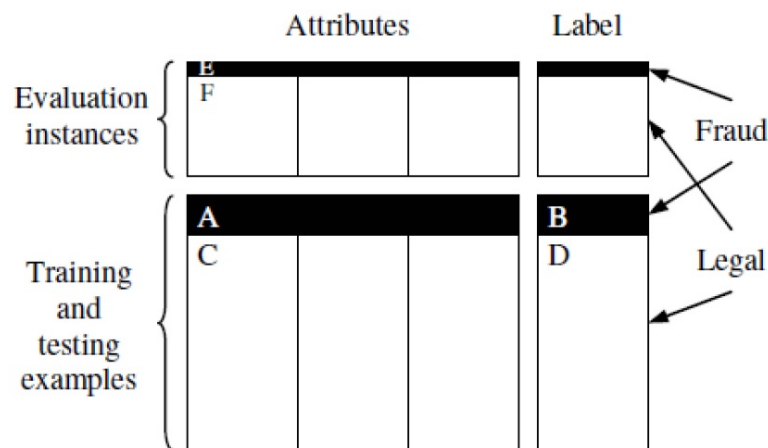 Attributes
Label
E
Evaluation
instances
F
Fraud
A
B
C
D
Legal
Training
and
testing
examples